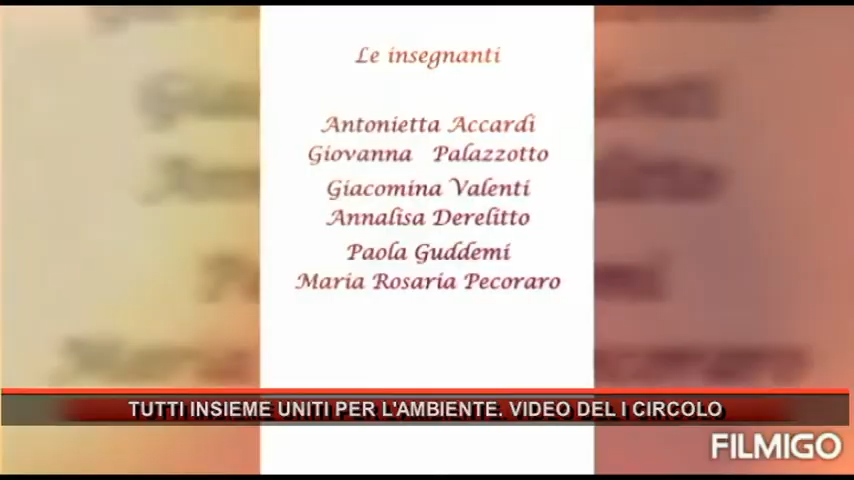 Le insegnanti
Antonietta Accardi
Giovanna Palazzotto
Giacomina Valenti
Annalisa Derelitto
Paola Guddemi
Maria Rosaria Pecoraro
TUTTI INSIEME UNITI PER L'AMBIENTE. VIDEO DEL I CIRCOLO
FILMIGO